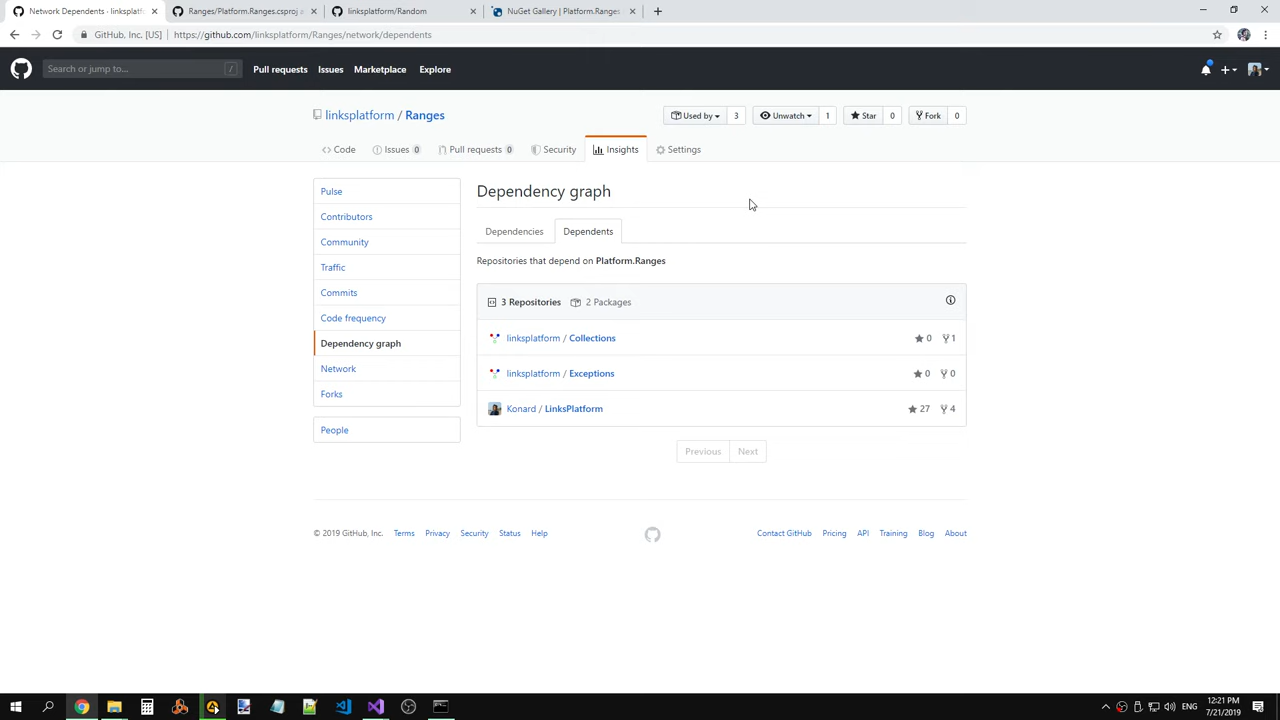 Network Dependents - linksplatf
Ranges/Platform.Ranges.csproj a
linksplatform/Random
NuGet Gallery | Platform.Ranges
GitHub, Inc. [US] | https://github.com/linksplatform/Ranges/network/dependents
Search or jump to...
/
Pull requests
Issues
Marketplace
Explore
linksplatform / Ranges
Used by 3
Unwatch 1
Star 0
Fork 0
Code
Issues 0
Pull requests 0
Security
Insights
Settings
Pulse
Contributors
Community
Traffic
Commits
Code frequency
Dependency graph
Network
Forks
People
Dependency graph
Dependencies
Dependents
Repositories that depend on Platform.Ranges
3 Repositories
2 Packages
linksplatform / Collections
0
1
linksplatform / Exceptions
0
0
Konard / LinksPlatform
27
4
Previous
Next
© 2019 GitHub, Inc.
Terms
Privacy
Security
Status
Help
Contact GitHub
Pricing
API
Training
Blog
About
ENG
12:21 PM
7/21/2019